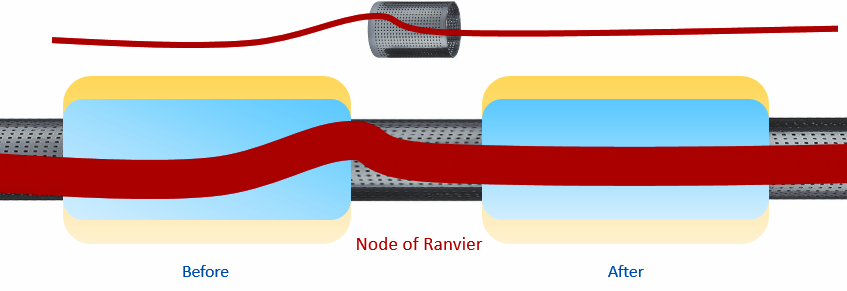 Node of Ranvier
Before
After